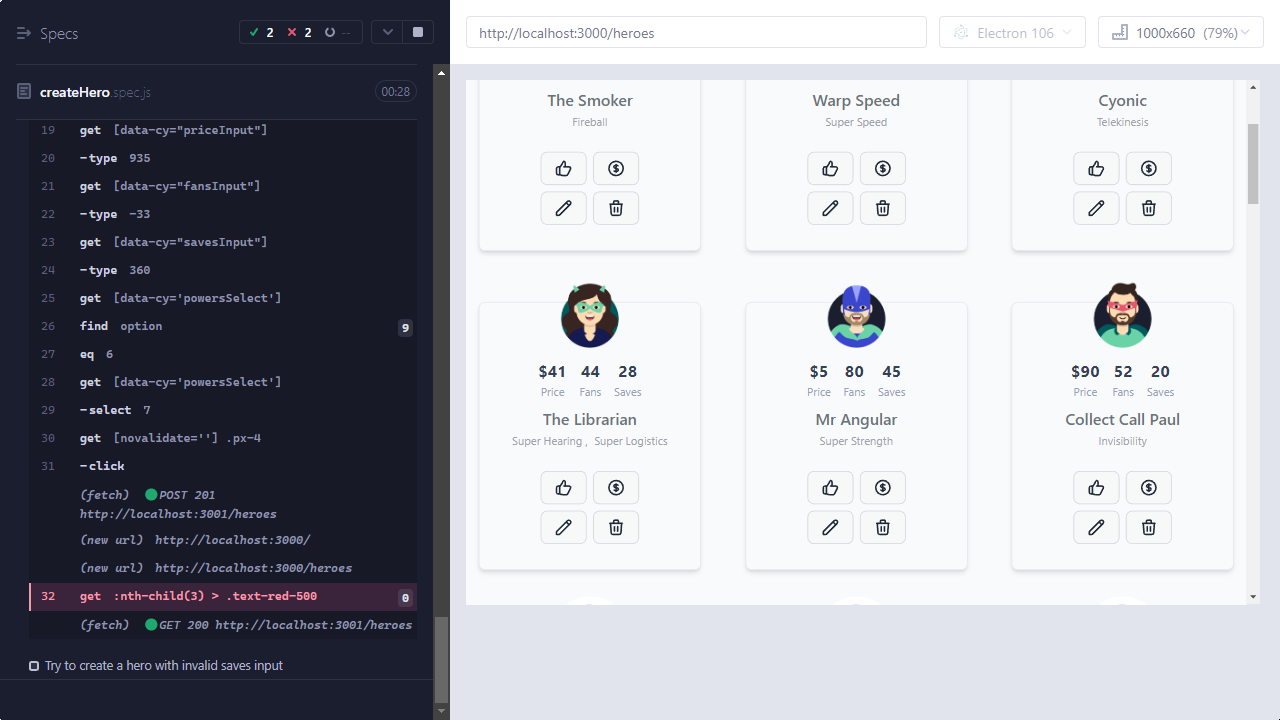 Specs
2
2
--
http://localhost:3000/heroes
Electron 106
1000x660 (79%)
createHero.spec.js
00:28
19 get [data-cy="priceInput"]
20 -type 935
21 get [data-cy="fansInput"]
22 -type -33
23 get [data-cy="savesInput"]
24 -type 360
25 get [data-cy='powersSelect']
26 find option 9
27 eq 6
28 get [data-cy='powersSelect']
29 -select 7
30 get [novalidate=''] .px-4
31 -click
(fetch) POST 201
http://localhost:3001/heroes
(new url) http://localhost:3000/
(new url) http://localhost:3000/heroes
32 get :nth-child(3) > .text-red-500 0
(fetch) GET 200 http://localhost:3001/heroes
Try to create a hero with invalid saves input
The Smoker
Fireball
Warp Speed
Super Speed
Cyonic
Telekinesis
$41 44 28
Price Fans Saves
The Librarian
Super Hearing , Super Logistics
$5 80 45
Price Fans Saves
Mr Angular
Super Strength
$90 52 20
Price Fans Saves
Collect Call Paul
Invisibility